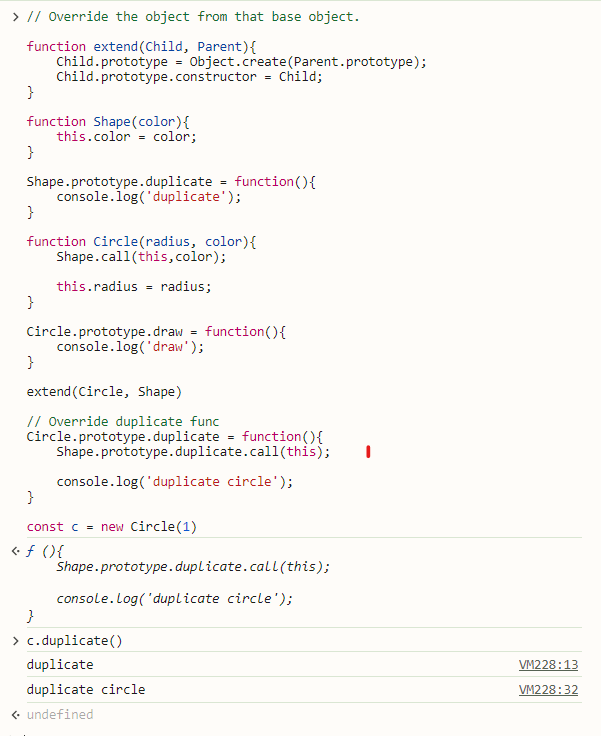 // Override the object from that base object.
function extend(Child, Parent){
Child.prototype = Object.create(Parent.prototype);
Child.prototype.constructor = Child;
}
function Shape(color){
this.color = color;
}
Shape.prototype.duplicate = function(){
console.log('duplicate');
}
function Circle(radius, color){
Shape.call(this,color);
this.radius = radius;
}
Circle.prototype.draw = function(){
console.log('draw');
}
extend(Circle, Shape)
// Override duplicate func
Circle.prototype.duplicate = function(){
Shape.prototype.duplicate.call(this);
console.log('duplicate circle');
}
const c = new Circle(1)
ƒ (){
Shape.prototype.duplicate.call(this);
console.log('duplicate circle');
}
c.duplicate()
duplicate VM228:13
duplicate circle VM228:32
undefined